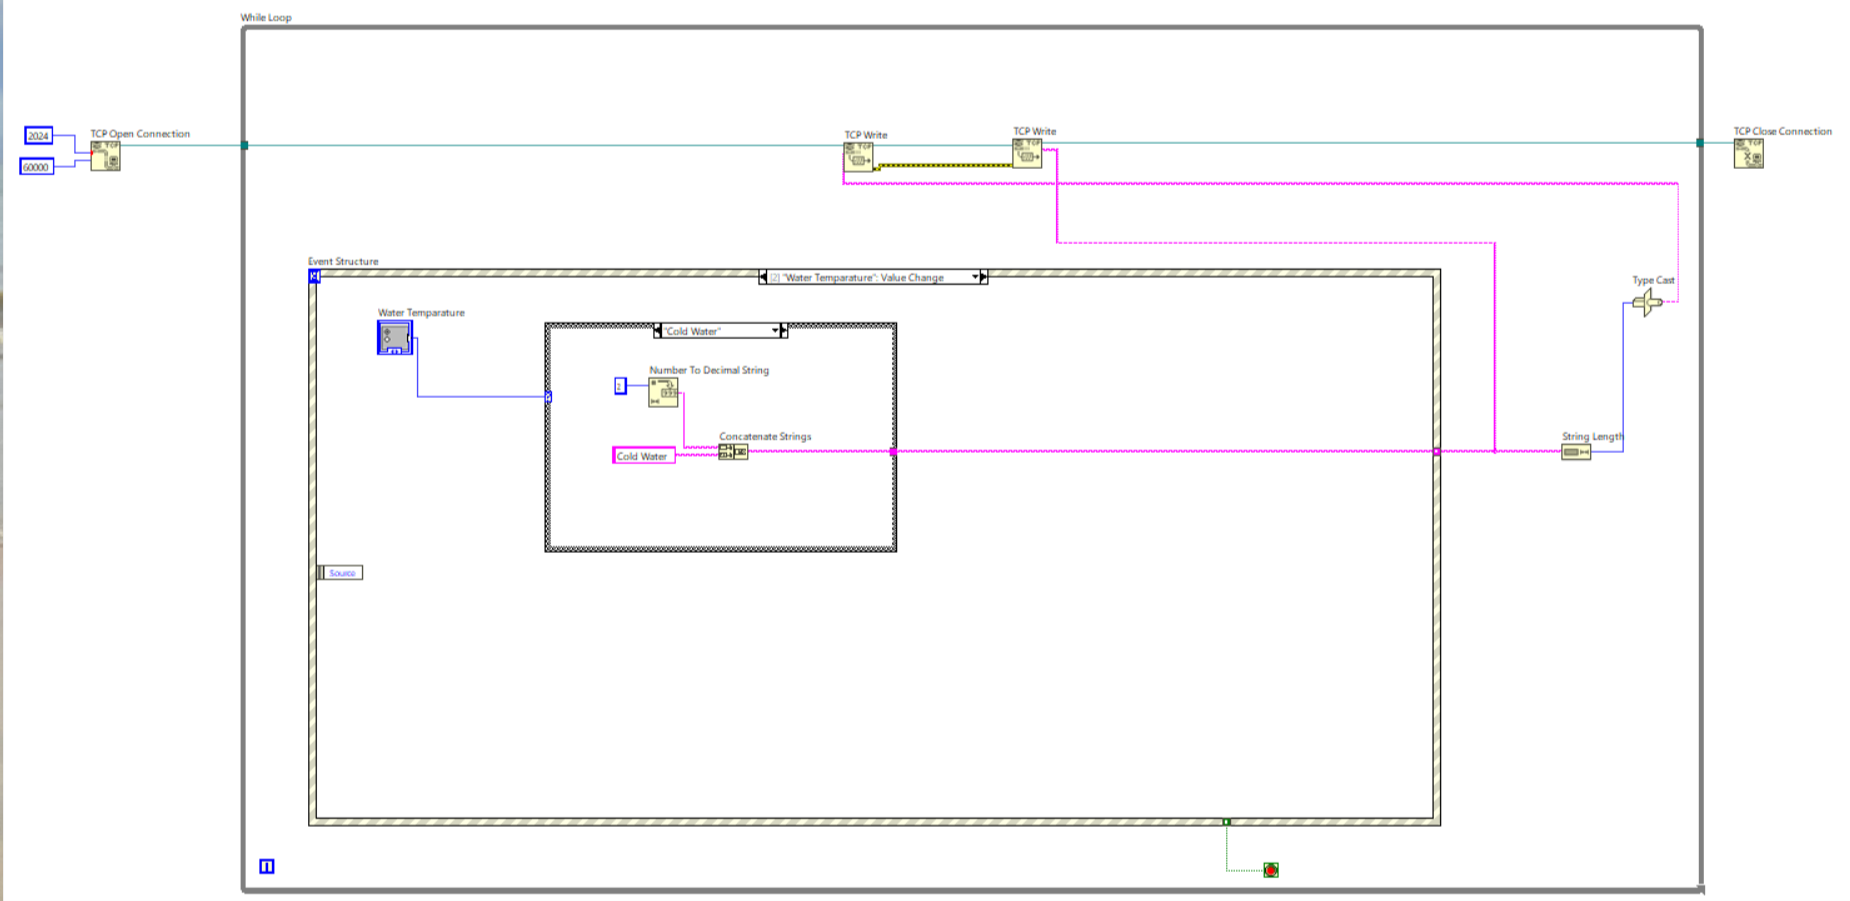 While Loop
2024
TCP Open Connection
60000
TCP Write
TCP Write
TCP Close Connection
Event Structure
[2] "Water Temparature": Value Change
Type Cast
Water Temparature
"Cold Water"
Number To Decimal String
2
Concatenate Strings
Cold Water
String Length
Source
i